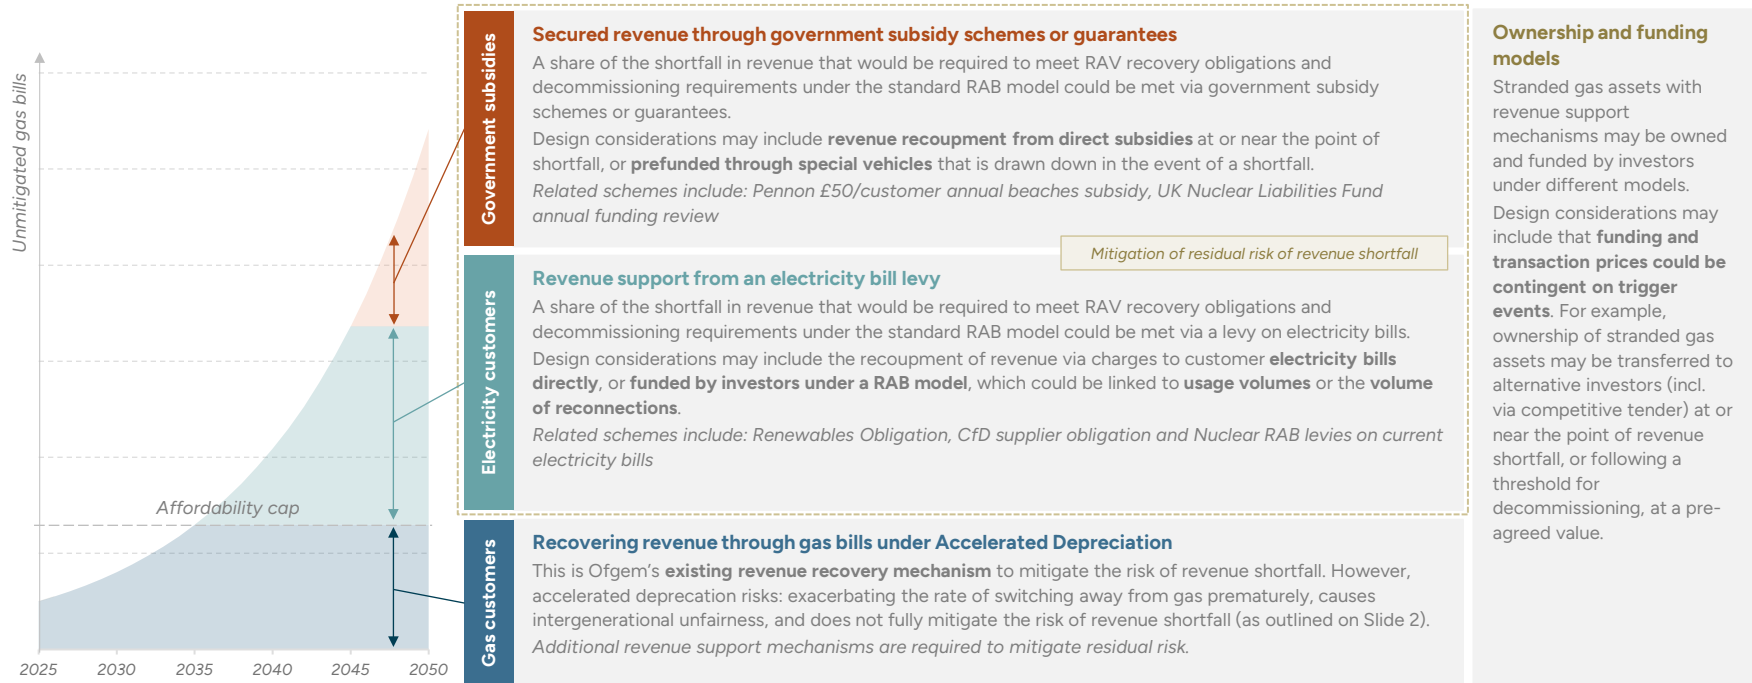 Unmitigated gas bills
Affordability cap
2025 2030 2035 2040 2045 2050
Government subsidies
Secured revenue through government subsidy schemes or guarantees
A share of the shortfall in revenue that would be required to meet RAV recovery obligations and
decommissioning requirements under the standard RAB model could be met via government subsidy
schemes or guarantees.
Design considerations may include revenue recoupment from direct subsidies at or near the point of
shortfall, or prefunded through special vehicles that is drawn down in the event of a shortfall.
Related schemes include: Pennon £50/customer annual beaches subsidy, UK Nuclear Liabilities Fund
annual funding review
Mitigation of residual risk of revenue shortfall
Electricity customers
Revenue support from an electricity bill levy
A share of the shortfall in revenue that would be required to meet RAV recovery obligations and
decommissioning requirements under the standard RAB model could be met via a levy on electricity bills.
Design considerations may include the recoupment of revenue via charges to customer electricity bills
directly, or funded by investors under a RAB model, which could be linked to usage volumes or the volume
of reconnections.
Related schemes include: Renewables Obligation, CfD supplier obligation and Nuclear RAB levies on current
electricity bills
Gas customers
Recovering revenue through gas bills under Accelerated Depreciation
This is Ofgem's existing revenue recovery mechanism to mitigate the risk of revenue shortfall. However,
accelerated deprecation risks: exacerbating the rate of switching away from gas prematurely, causes
intergenerational unfairness, and does not fully mitigate the risk of revenue shortfall (as outlined on Slide 2).
Additional revenue support mechanisms are required to mitigate residual risk.
Ownership and funding
models
Stranded gas assets with
revenue support
mechanisms may be owned
and funded by investors
under different models.
Design considerations may
include that funding and
transaction prices could be
contingent on trigger
events. For example,
ownership of stranded gas
assets may be transferred to
alternative investors (incl.
via competitive tender) at or
near the point of revenue
shortfall, or following a
threshold for
decommissioning, at a pre-
agreed value.